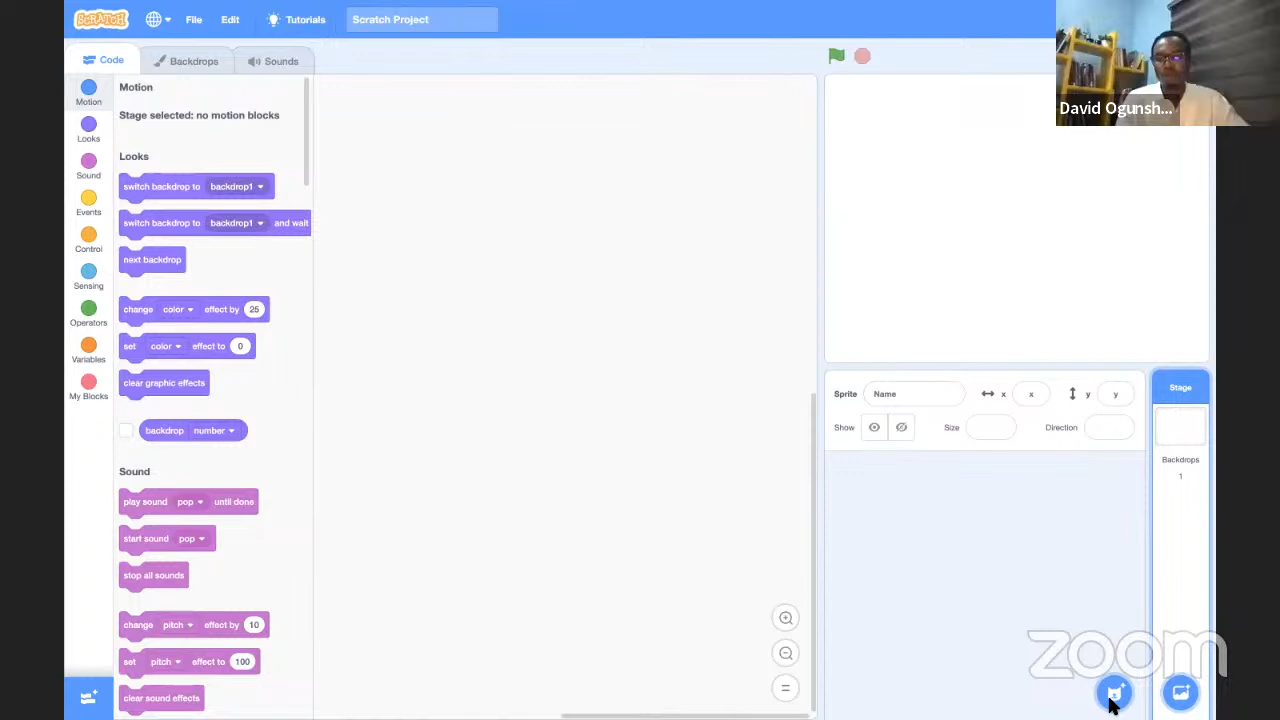 SCRATCH
File
Edit
Tutorials
Scratch Project
Code
Backdrops
Sounds
David Ogunsh...
Motion
Looks
Sound
Events
Control
Sensing
Operators
Variables
My Blocks
Motion
Stage selected: no motion blocks
Looks
switch backdrop to backdrop1
switch backdrop to backdrop1 and wait
next backdrop
change color effect by 25
set color effect to 0
clear graphic effects
backdrop number
Sound
play sound pop until done
start sound pop
stop all sounds
change pitch effect by 10
set pitch effect to 100
clear sound effects
Sprite Name x x y y
Show Size Direction
Stage
Backdrops
1
zoom